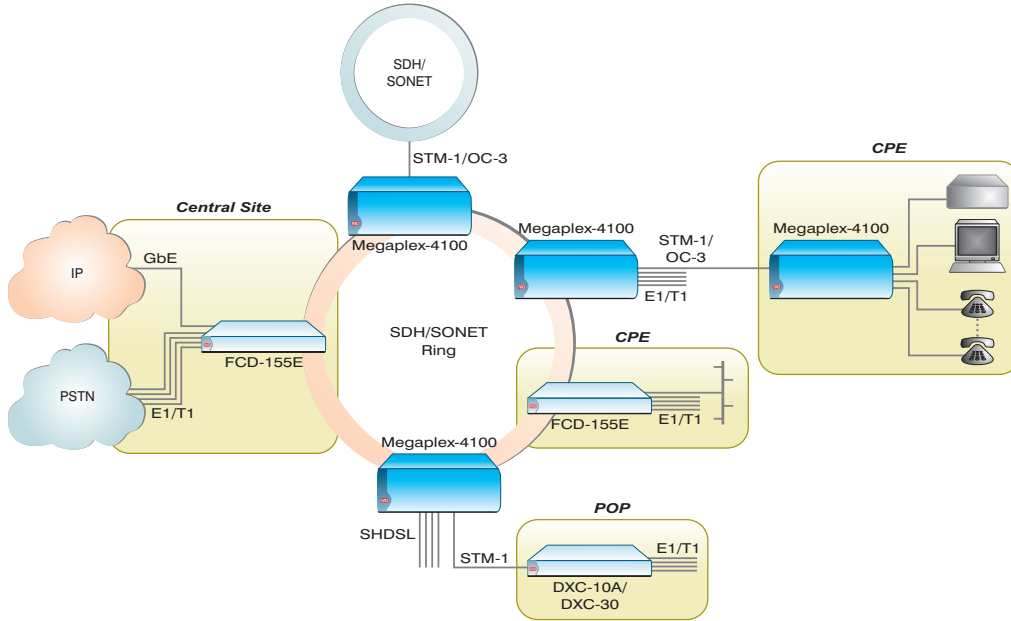 SDH/
SONET
STM-1/OC-3
CPE
Central Site
Megaplex-4100
Megaplex-4100
STM-1/
OC-3
Megaplex-4100
IP
GbE
E1/T1
SDH/SONET
Ring
CPE
FCD-155E
PSTN
E1/T1
E1/T1
FCD-155E
Megaplex-4100
POP
SHDSL
STM-1
E1/T1
DXC-10A/
DXC-30